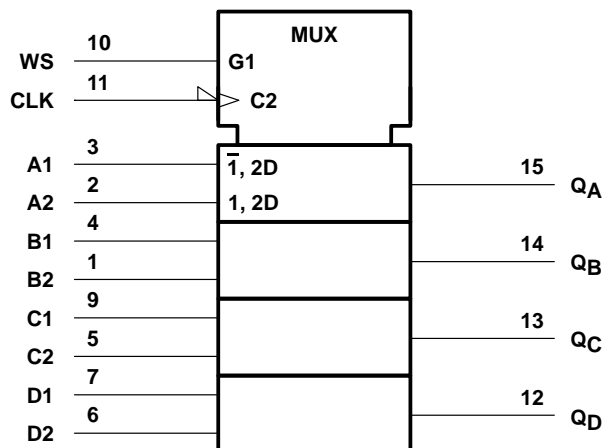 MUX
10
WS
G1
11
CLK
C2
3
A1
1̅, 2D
15
QA
2
A2
1, 2D
4
B1
14
QB
1
B2
9
C1
13
QC
5
C2
7
D1
12
QD
6
D2